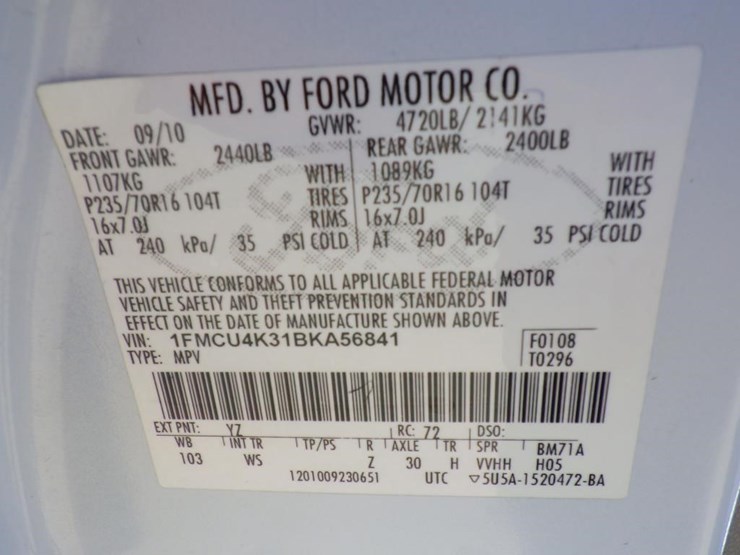 MFD. BY FORD MOTOR CO.
DATE: 09/10 GVWR: 4720LB/ 2141KG
FRONT GAWR: 2440LB REAR GAWR: 2400LB
1107KG WITH 1089KG WITH
P235/70R16 104T TIRES P235/70R16 104T TIRES
16x7.0J RIMS 16x7.0J RIMS
AT 240 kPa/ 35 PSI COLD AT 240 kPa/ 35 PSI COLD
THIS VEHICLE CONFORMS TO ALL APPLICABLE FEDERAL MOTOR
VEHICLE SAFETY AND THEFT PREVENTION STANDARDS IN
EFFECT ON THE DATE OF MANUFACTURE SHOWN ABOVE.
VIN: 1FMCU4K31BKA56841 F0108
TYPE: MPV T0296
EXT PNT: YZ RC: 72 DSO:
WB INT TR TP/PS R AXLE TR SPR BM71A
103 WS Z 30 H VVHH H05
1201009230651 UTC ▽5U5A-1520472-BA